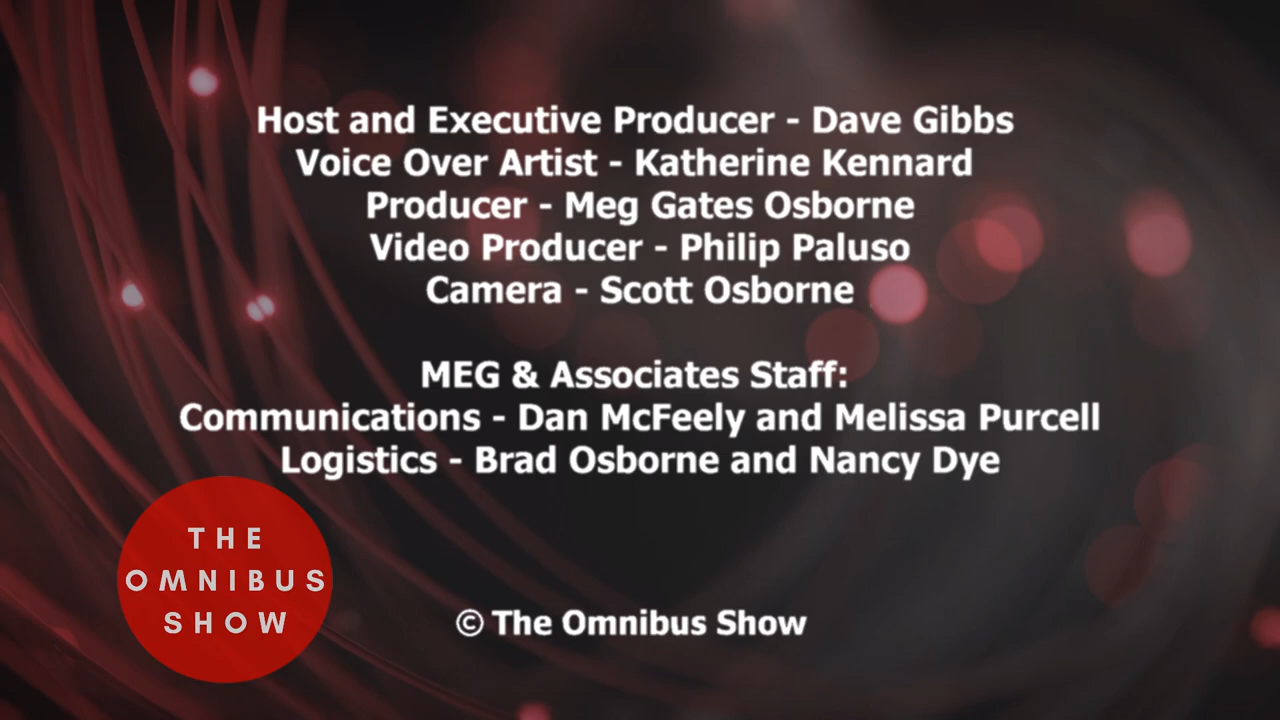 Host and Executive Producer - Dave Gibbs
Voice Over Artist - Katherine Kennard
Producer - Meg Gates Osborne
Video Producer - Philip Paluso
Camera - Scott Osborne
MEG & Associates Staff:
Communications - Dan McFeely and Melissa Purcell
Logistics - Brad Osborne and Nancy Dye
THE
OMNIBUS
SHOW
© The Omnibus Show